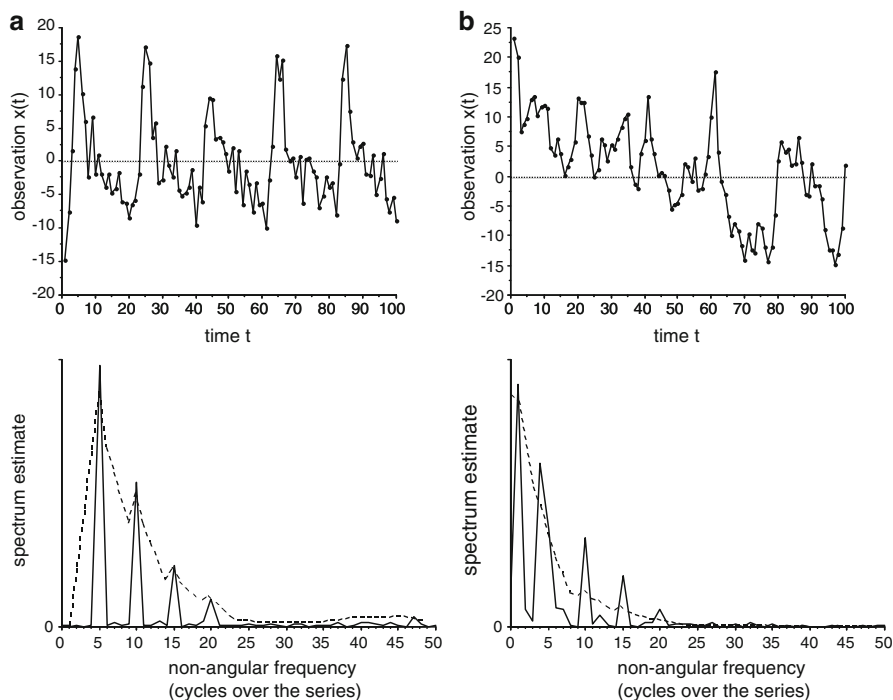 a
b
20
15
10
5
0
-5
-10
-15
-20
observation x(t)
0 10 20 30 40 50 60 70 80 90 100
time t
25
20
15
10
5
0
-5
-10
-15
-20
observation x(t)
0 10 20 30 40 50 60 70 80 90 100
time t
spectrum estimate
0
0 5 10 15 20 25 30 35 40 45 50
non-angular frequency
(cycles over the series)
spectrum estimate
0
0 5 10 15 20 25 30 35 40 45 50
non-angular frequency
(cycles over the series)